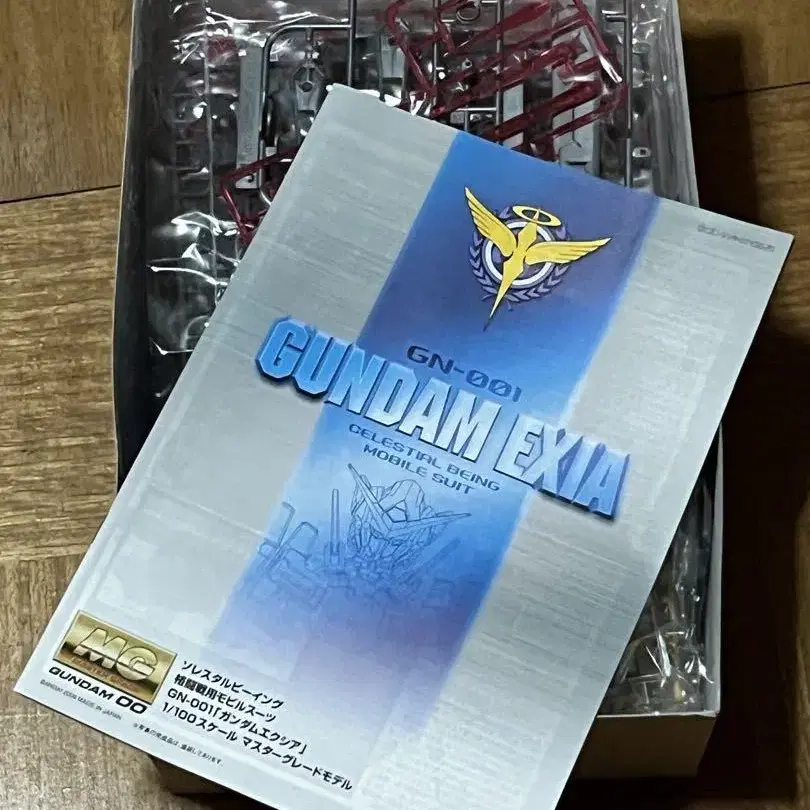 GN-001
GUNDAM EXIA
CELESTIAL BEING
MOBILE SUIT
MG
GUNDAM 00
ソレスタルビーイング
格闘戦用モビルスーツ
GN-001「ガンダムエクシア」
1/100スケール マスターグレードモデル